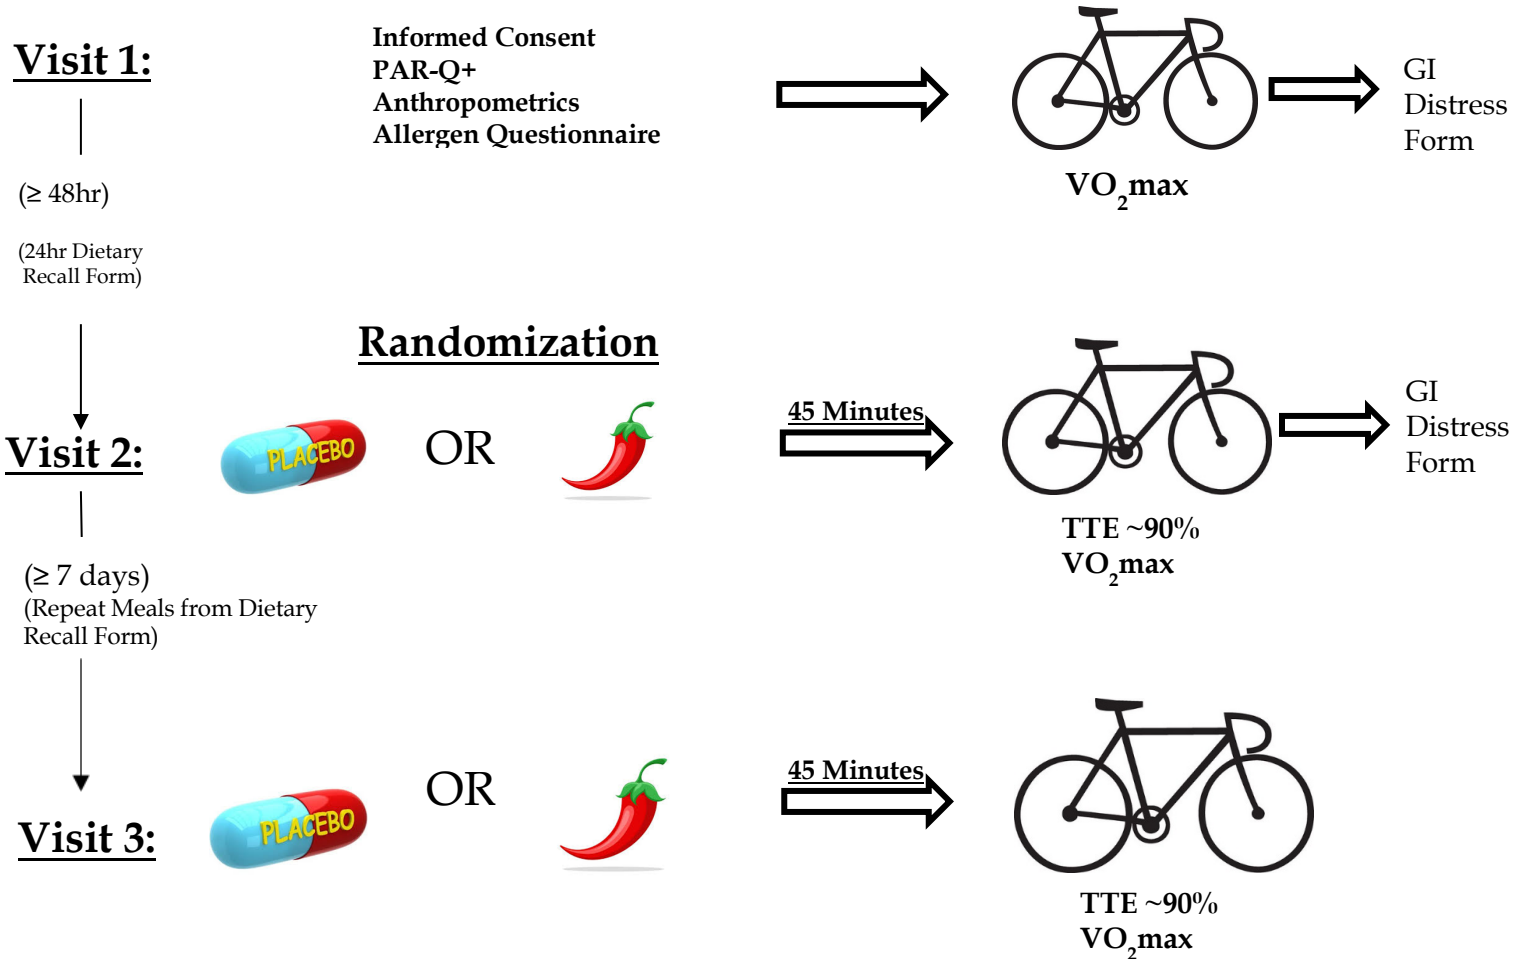 Visit 1:
Informed Consent
PAR-Q+
Anthropometrics
Allergen Questionnaire
VO2max
GI
Distress
Form
(≥ 48hr)
(24hr Dietary
Recall Form)
Randomization
Visit 2:
PLACEBO
OR
45 Minutes
TTE ~90%
VO2max
GI
Distress
Form
(≥ 7 days)
(Repeat Meals from Dietary
Recall Form)
Visit 3:
PLACEBO
OR
45 Minutes
TTE ~90%
VO2max